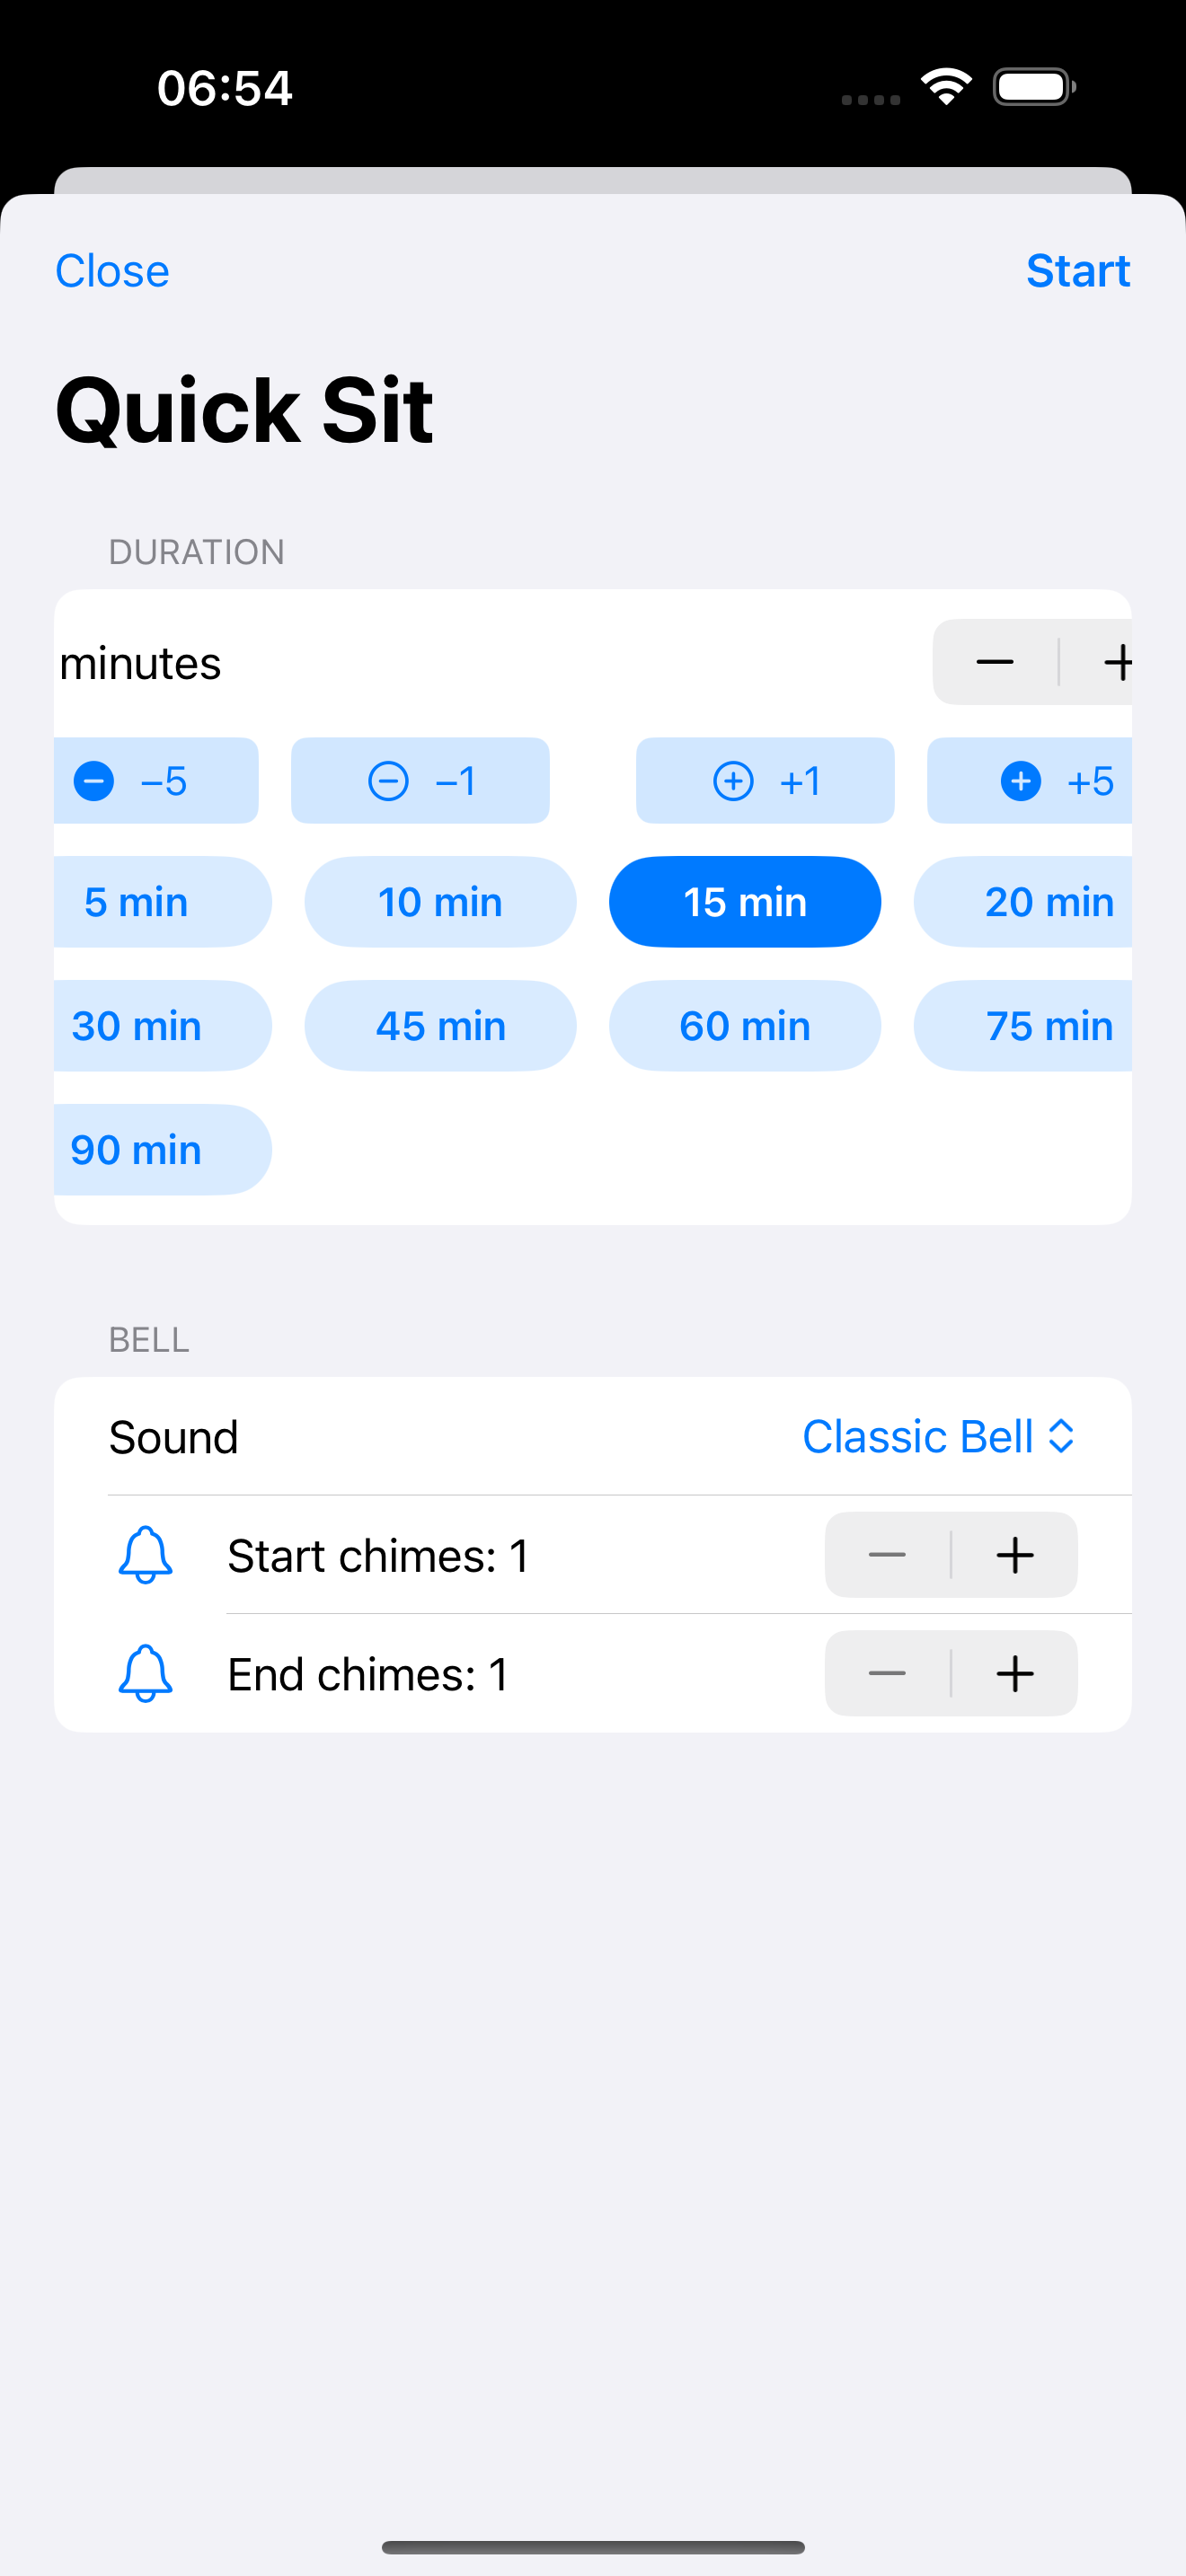 06:54
Close Start
Quick Sit
DURATION
minutes
−5 −1 +1 +5
5 min 10 min 15 min 20 min
30 min 45 min 60 min 75 min
90 min
BELL
Sound Classic Bell
Start chimes: 1
End chimes: 1